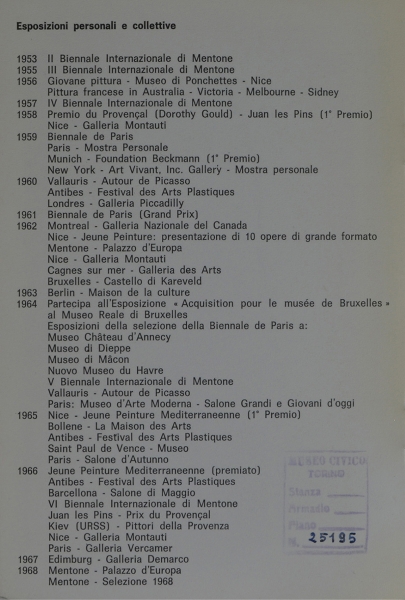 Esposizioni personali e collettive
1953 II Biennale Internazionale di Mentone
1955 III Biennale Internazionale di Mentone
1956 Giovane pittura - Museo di Ponchettes - Nice
Pittura francese in Australia - Victoria - Melbourne - Sidney
1957 IV Biennale Internazionale di Mentone
1958 Premio du Provençal (Dorothy Gould) - Juan les Pins (1° Premio)
Nice - Galleria Montauti
1959 Biennale de Paris
Paris - Mostra Personale
Munich - Foundation Beckmann (1° Premio)
New York - Art Vivant, Inc. Gallery - Mostra personale
1960 Vallauris - Autour de Picasso
Antibes - Festival des Arts Plastiques
Londres - Galleria Piccadilly
1961 Biennale de Paris (Grand Prix)
1962 Montreal - Galleria Nazionale del Canada
Nice - Jeune Peinture: presentazione di 10 opere di grande formato
Mentone - Palazzo d'Europa
Nice - Galleria Montauti
Cagnes sur mer - Galleria des Arts
Bruxelles - Castello di Kareveld
1963 Berlin - Maison de la culture
1964 Partecipa all'Esposizione « Acquisition pour le musée de Bruxelles »
al Museo Reale di Bruxelles
Esposizioni della selezione della Biennale de Paris a:
Museo Château d'Annecy
Museo di Dieppe
Museo di Mâcon
Nuovo Museo du Havre
V Biennale Internazionale di Mentone
Vallauris - Autour de Picasso
Paris: Museo d'Arte Moderna - Salone Grandi e Giovani d'oggi
1965 Nice - Jeune Peinture Mediterraneenne (1° Premio)
Bollene - La Maison des Arts
Antibes - Festival des Arts Plastiques
Saint Paul de Vence - Museo
Paris - Salone d'Autunno
1966 Jeune Peinture Mediterraneenne (premiato)
Antibes - Festival des Arts Plastiques
Barcellona - Salone di Maggio
VI Biennale Internazionale di Mentone
Juan les Pins - Prix du Provençal
Kiev (URSS) - Pittori della Provenza
Nice - Galleria Montauti
Paris - Galleria Vercamer
1967 Edimburg - Galleria Demarco
1968 Mentone - Palazzo d'Europa
Mentone - Selezione 1968
MUSEO CIVICO
TORINO
Stanza
Armadio
Piano
N. 25195